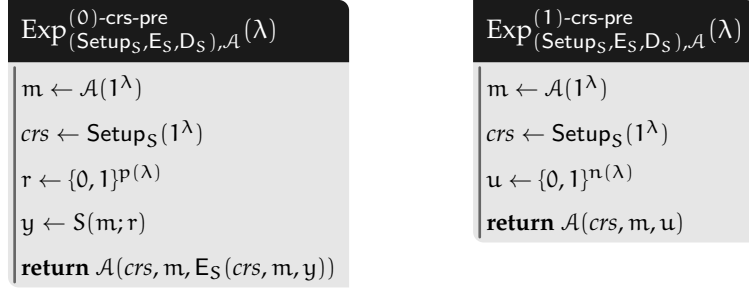 Exp^{(0)-crs-pre}_{(Setup_S,E_S,D_S),𝒜}(λ)
m ← 𝒜(1^λ)
crs ← Setup_S(1^λ)
r ← {0, 1}^{p(λ)}
y ← S(m; r)
return 𝒜(crs, m, E_S(crs, m, y))
Exp^{(1)-crs-pre}_{(Setup_S,E_S,D_S),𝒜}(λ)
m ← 𝒜(1^λ)
crs ← Setup_S(1^λ)
u ← {0, 1}^{n(λ)}
return 𝒜(crs, m, u)